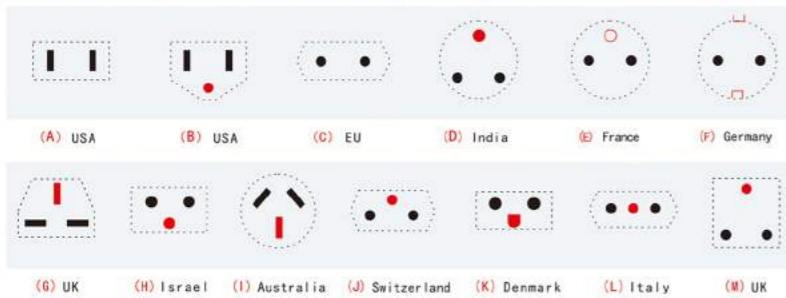 (A) USA (B) USA (C) EU (D) India (E) France (F) Germany
(G) UK (H) Israel (I) Australia (J) Switzerland (K) Denmark (L) Italy (M) UK